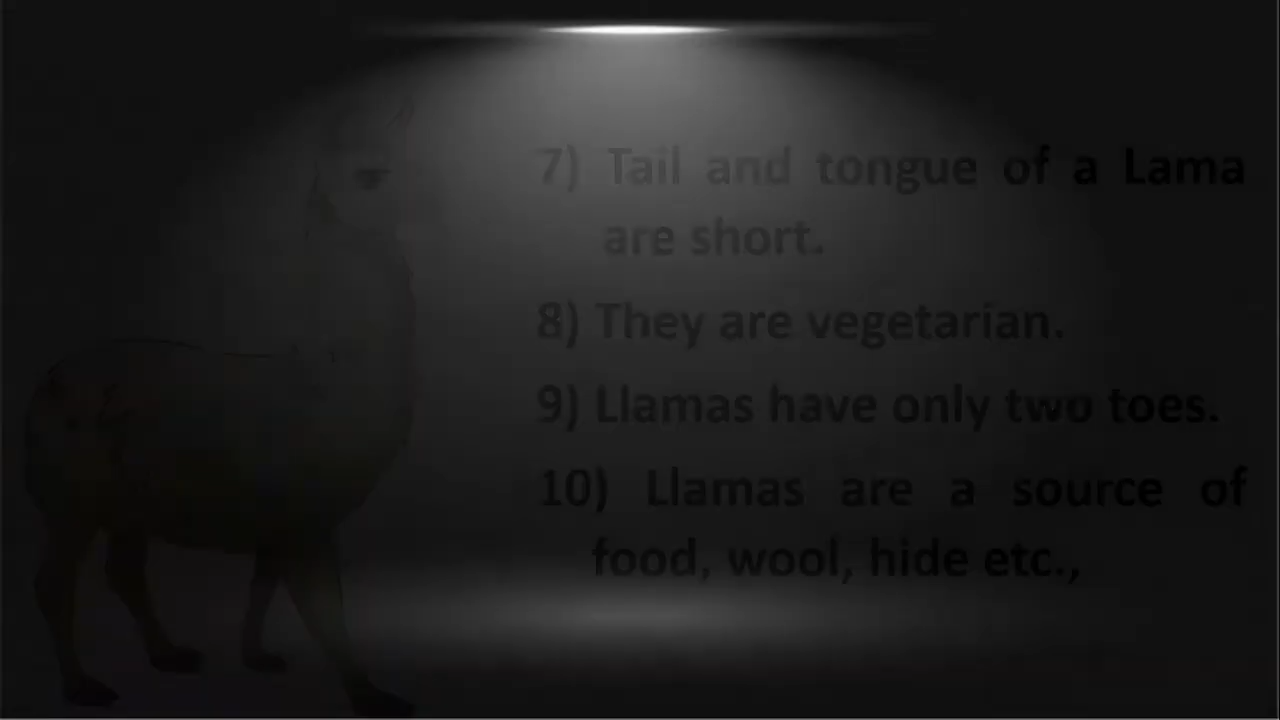 7) Tail and tongue of a Lama
are short.
8) They are vegetarian.
9) Llamas have only two toes.
10) Llamas are a source of
food, wool, hide etc.,